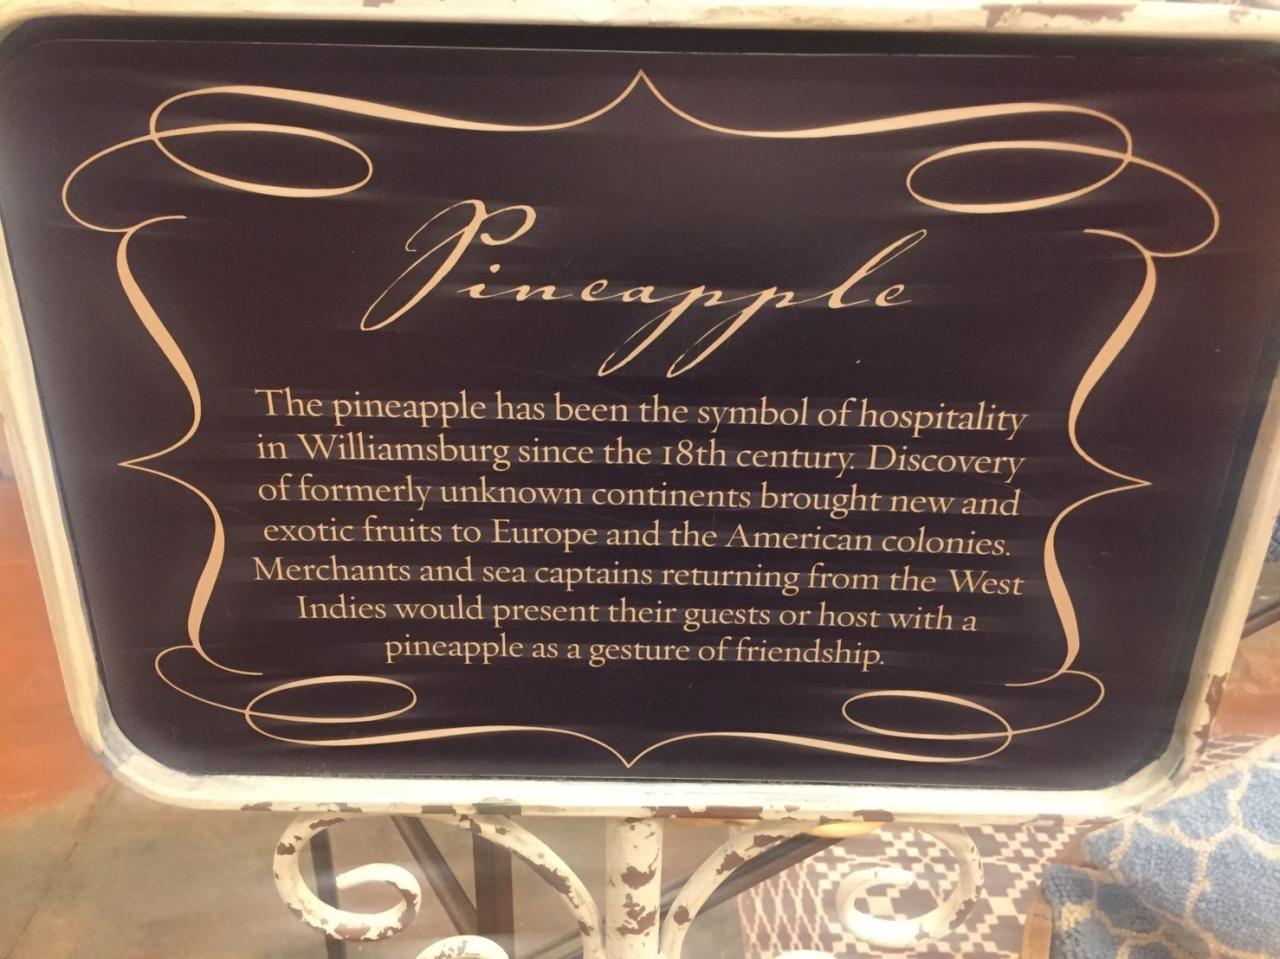 Pineapple
The pineapple has been the symbol of hospitality
in Williamsburg since the 18th century. Discovery
of formerly unknown continents brought new and
exotic fruits to Europe and the American colonies.
Merchants and sea captains returning from the West
Indies would present their guests or host with a
pineapple as a gesture of friendship.